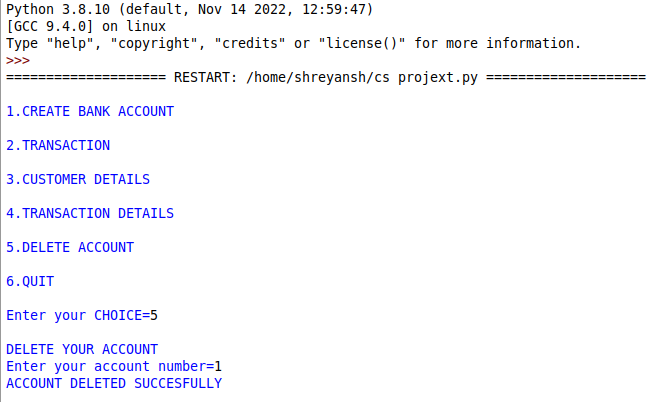 Python 3.8.10 (default, Nov 14 2022, 12:59:47)
[GCC 9.4.0] on linux
Type "help", "copyright", "credits" or "license()" for more information.
>>>
==================== RESTART: /home/shreyansh/cs projext.py ====================
1.CREATE BANK ACCOUNT
2.TRANSACTION
3.CUSTOMER DETAILS
4.TRANSACTION DETAILS
5.DELETE ACCOUNT
6.QUIT
Enter your CHOICE=5
DELETE YOUR ACCOUNT
Enter your account number=1
ACCOUNT DELETED SUCCESFULLY